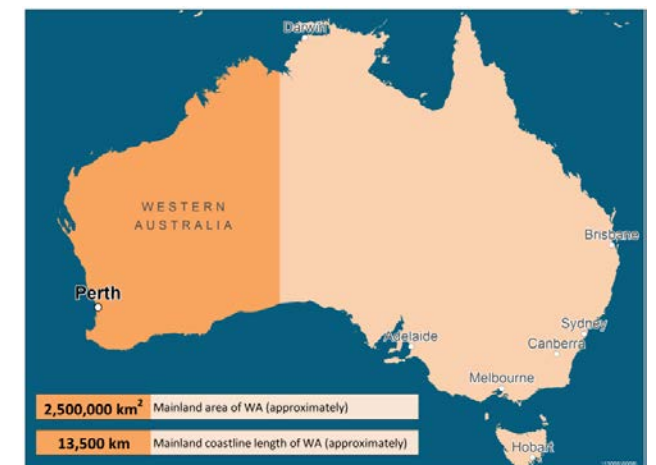 Darwin
WESTERN
AUSTRALIA
Brisbane
Perth
Sydney
Adelaide
Canberra
Melbourne
2,500,000 km² Mainland area of WA (approximately)
13,500 km Mainland coastline length of WA (approximately)
Hobart